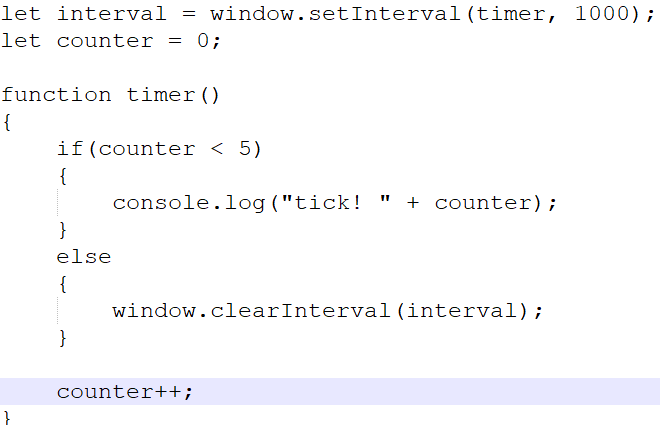 let interval = window.setInterval(timer, 1000);
let counter = 0;

function timer()
{
    if(counter < 5)
    {
        console.log("tick! " + counter);
    }
    else
    {
        window.clearInterval(interval);
    }

    counter++;
}